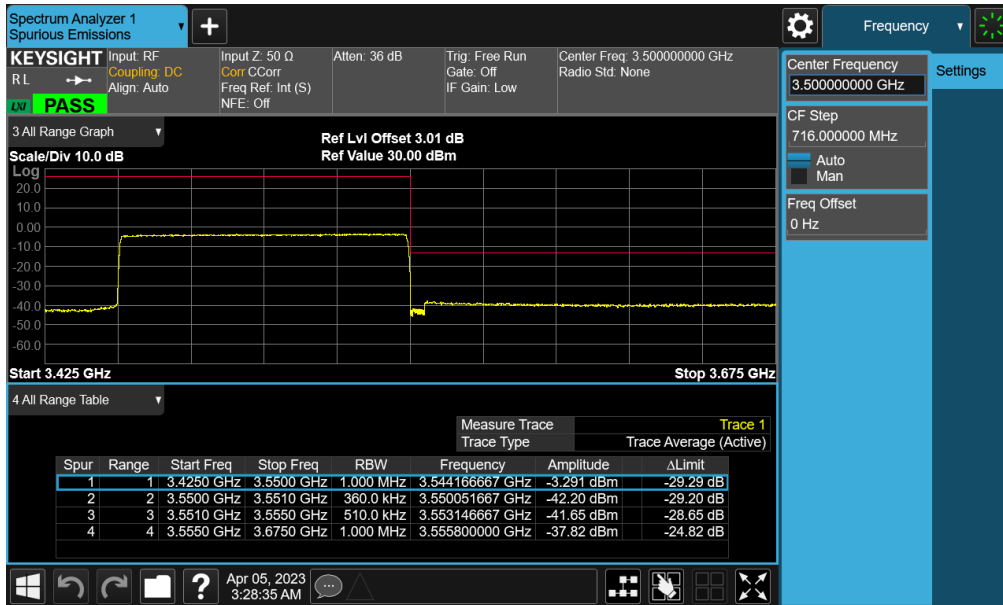 Spectrum Analyzer 1
Spurious Emissions
Frequency
KEYSIGHT
RL
LXI PASS
Input: RF
Coupling: DC
Align: Auto
Input Z: 50 Ω
Corr CCorr
Freq Ref: Int (S)
NFE: Off
Atten: 36 dB
Trig: Free Run
Gate: Off
IF Gain: Low
Center Freq: 3.500000000 GHz
Radio Std: None
Center Frequency
3.500000000 GHz
Settings
CF Step
716.000000 MHz
Auto
Man
Freq Offset
0 Hz
3 All Range Graph
Scale/Div 10.0 dB
Ref Lvl Offset 3.01 dB
Ref Value 30.00 dBm
Log
20.0
10.0
0.00
-10.0
-20.0
-30.0
-40.0
-50.0
-60.0
Start 3.425 GHz
Stop 3.675 GHz
4 All Range Table
Measure Trace Trace 1
Trace Type Trace Average (Active)
Spur Range Start Freq Stop Freq RBW Frequency Amplitude ΔLimit
1 1 3.4250 GHz 3.5500 GHz 1.000 MHz 3.544166667 GHz -3.291 dBm -29.29 dB
2 2 3.5500 GHz 3.5510 GHz 360.0 kHz 3.550051667 GHz -42.20 dBm -29.20 dB
3 3 3.5510 GHz 3.5550 GHz 510.0 kHz 3.553146667 GHz -41.65 dBm -28.65 dB
4 4 3.5550 GHz 3.6750 GHz 1.000 MHz 3.555800000 GHz -37.82 dBm -24.82 dB
?
Apr 05, 2023
3:28:35 AM